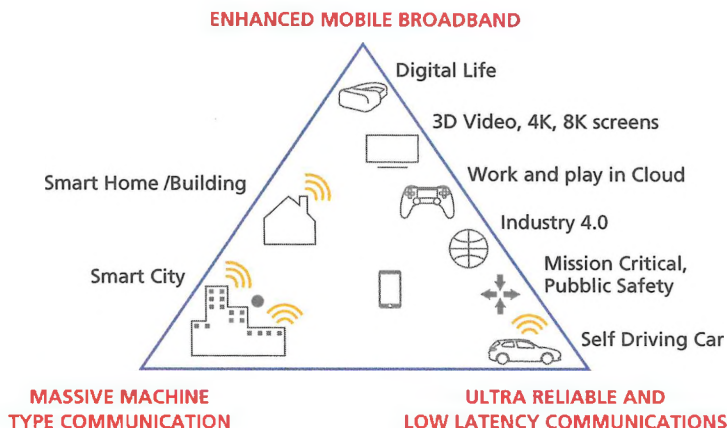 ENHANCED MOBILE BROADBAND
Digital Life
3D Video, 4K, 8K screens
Smart Home /Building
Work and play in Cloud
Industry 4.0
Smart City
Mission Critical,
Pubblic Safety
Self Driving Car
MASSIVE MACHINE
TYPE COMMUNICATION
ULTRA RELIABLE AND
LOW LATENCY COMMUNICATIONS